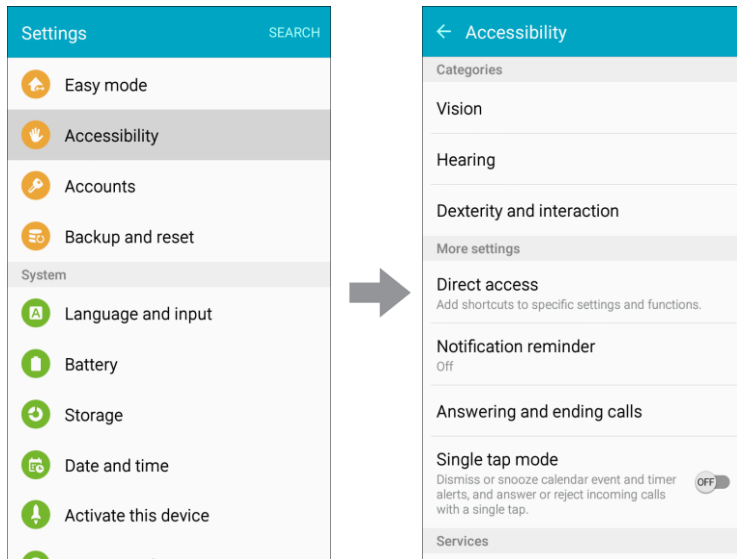 Settings
SEARCH
Easy mode
Accessibility
Accounts
Backup and reset
System
Language and input
Battery
Storage
Date and time
Activate this device
Accessibility
Categories
Vision
Hearing
Dexterity and interaction
More settings
Direct access
Add shortcuts to specific settings and functions.
Notification reminder
Off
Answering and ending calls
Single tap mode
Dismiss or snooze calendar event and timer
alerts, and answer or reject incoming calls
with a single tap.
OFF
Services